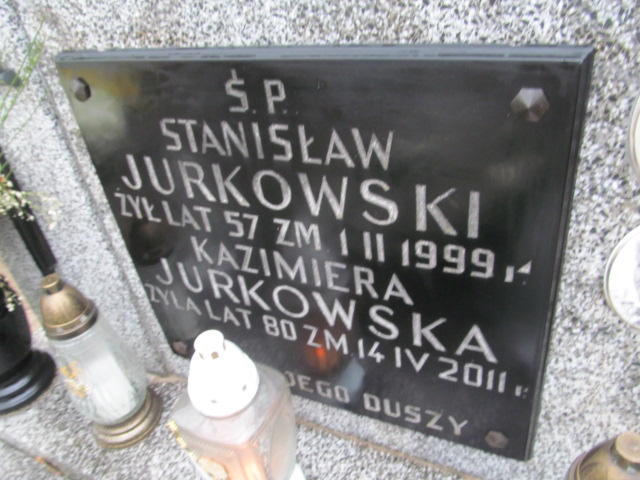 Ś.P.
STANISŁAW
JURKOWSKI
ŻYŁ LAT 57 ZM 1 II 1999 r.
KAZIMIERA
JURKOWSKA
ŻYŁA LAT 80 ZM. 14 IV 2011 r.
DUSZY